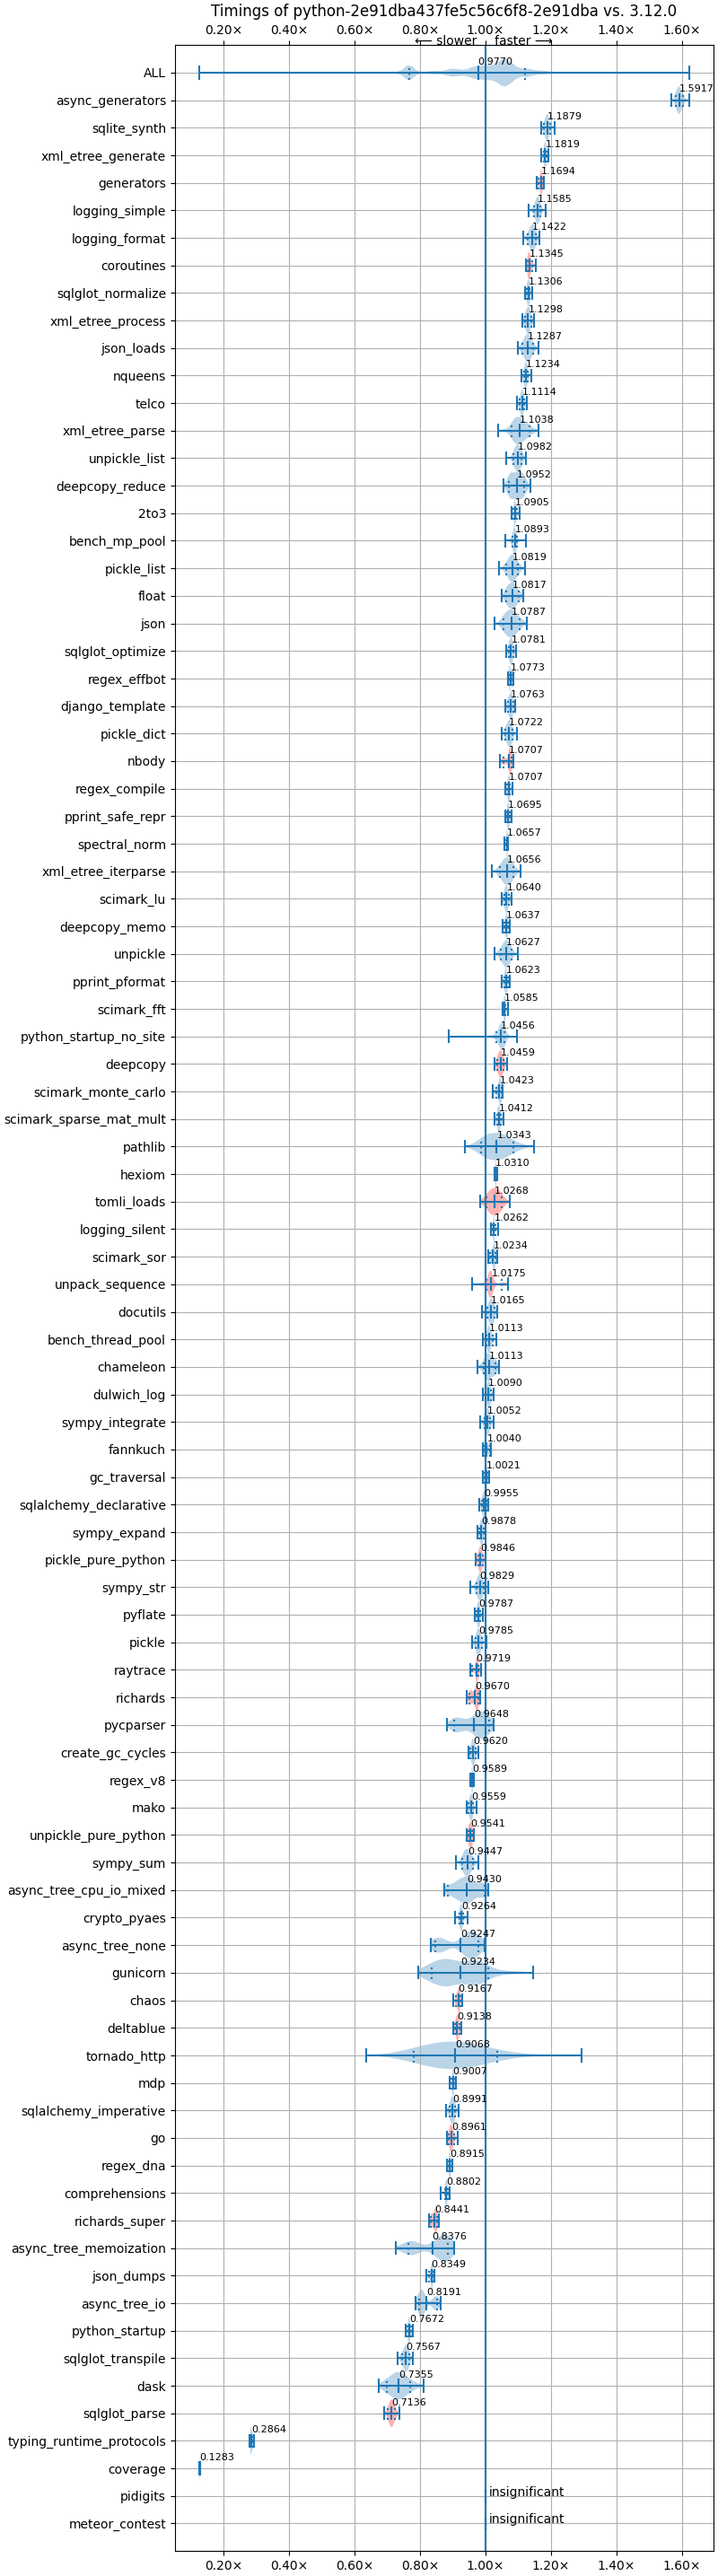 Timings of python-2e91dba437fe5c56c6f8-2e91dba vs. 3.12.0
0.20× 0.40× 0.60× 0.80× 1.00× 1.20× 1.40× 1.60×
⟵ slower faster ⟶
ALL 0.9770
async_generators 1.5917
sqlite_synth 1.1879
xml_etree_generate 1.1819
generators 1.1694
logging_simple 1.1585
logging_format 1.1422
coroutines 1.1345
sqlglot_normalize 1.1306
xml_etree_process 1.1298
json_loads 1.1287
nqueens 1.1234
telco 1.1114
xml_etree_parse 1.1038
unpickle_list 1.0982
deepcopy_reduce 1.0952
2to3 1.0905
bench_mp_pool 1.0893
pickle_list 1.0819
float 1.0817
json 1.0787
sqlglot_optimize 1.0781
regex_effbot 1.0773
django_template 1.0763
pickle_dict 1.0722
nbody 1.0707
regex_compile 1.0707
pprint_safe_repr 1.0695
spectral_norm 1.0657
xml_etree_iterparse 1.0656
scimark_lu 1.0640
deepcopy_memo 1.0637
unpickle 1.0627
pprint_pformat 1.0623
scimark_fft 1.0585
python_startup_no_site 1.0456
deepcopy 1.0459
scimark_monte_carlo 1.0423
scimark_sparse_mat_mult 1.0412
pathlib 1.0343
hexiom 1.0310
tomli_loads 1.0268
logging_silent 1.0262
scimark_sor 1.0234
unpack_sequence 1.0175
docutils 1.0165
bench_thread_pool 1.0113
chameleon 1.0113
dulwich_log 1.0090
sympy_integrate 1.0052
fannkuch 1.0040
gc_traversal 1.0021
sqlalchemy_declarative 0.9955
sympy_expand 0.9878
pickle_pure_python 0.9846
sympy_str 0.9829
pyflate 0.9787
pickle 0.9785
raytrace 0.9719
richards 0.9670
pycparser 0.9648
create_gc_cycles 0.9620
regex_v8 0.9589
mako 0.9559
unpickle_pure_python 0.9541
sympy_sum 0.9447
async_tree_cpu_io_mixed 0.9430
crypto_pyaes 0.9264
async_tree_none 0.9247
gunicorn 0.9234
chaos 0.9167
deltablue 0.9138
tornado_http 0.9068
mdp 0.9007
sqlalchemy_imperative 0.8991
go 0.8961
regex_dna 0.8915
comprehensions 0.8802
richards_super 0.8441
async_tree_memoization 0.8376
json_dumps 0.8349
async_tree_io 0.8191
python_startup 0.7672
sqlglot_transpile 0.7567
dask 0.7355
sqlglot_parse 0.7136
typing_runtime_protocols 0.2864
coverage 0.1283
pidigits insignificant
meteor_contest insignificant
0.20× 0.40× 0.60× 0.80× 1.00× 1.20× 1.40× 1.60×